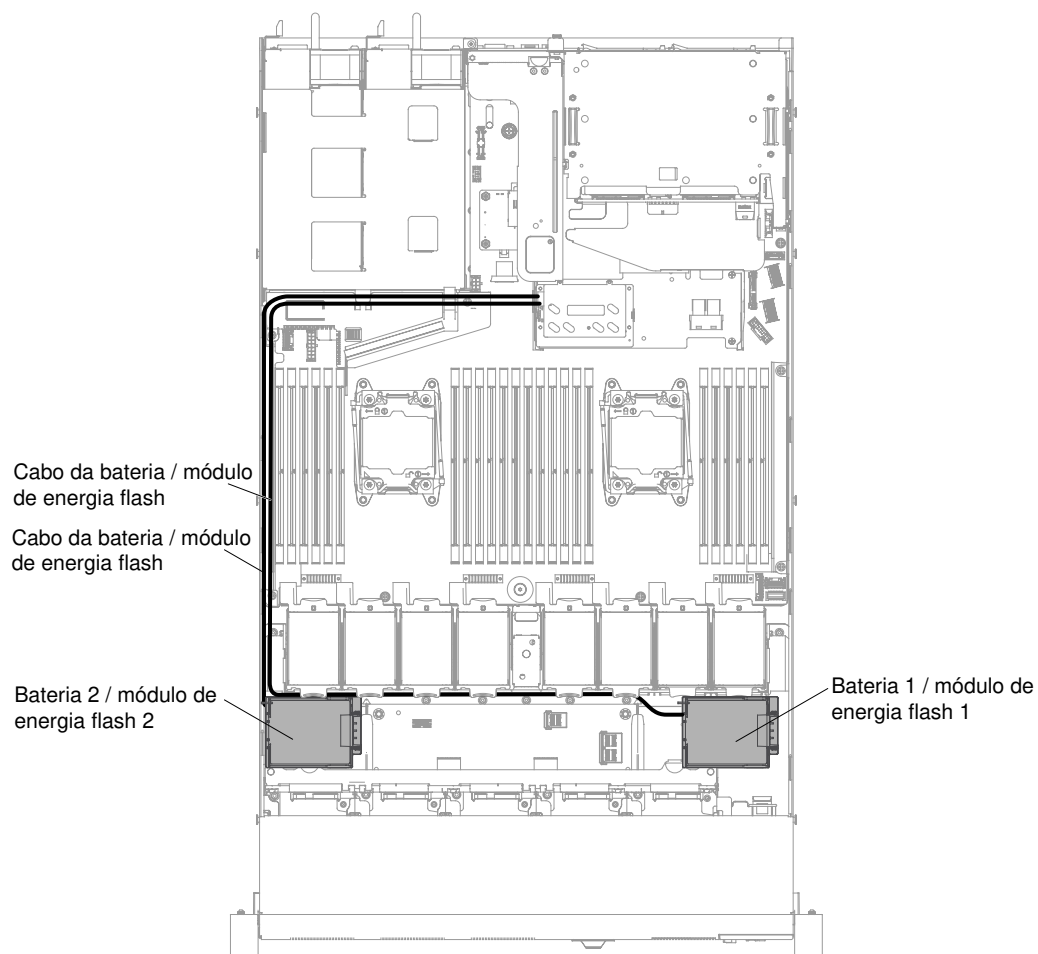 Cabo da bateria / módulo
de energia flash
Cabo da bateria / módulo
de energia flash
Bateria 2 / módulo de
energia flash 2
Bateria 1 / módulo de
energia flash 1